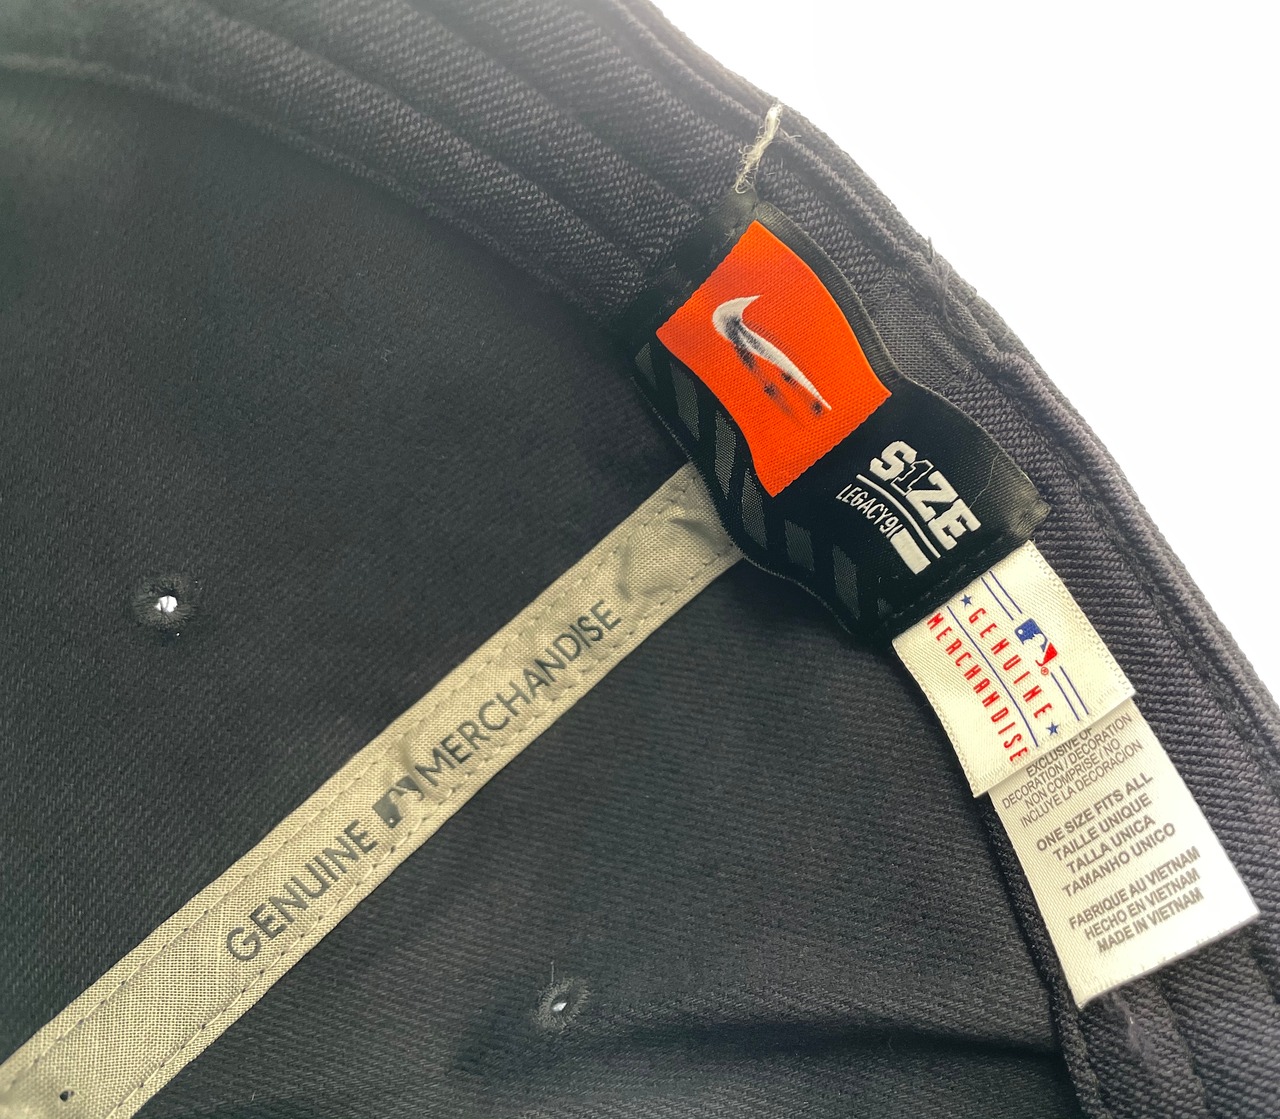 S1ZE
LEGACY91
GENUINE
MERCHANDISE
EXCLUSIVE OF
DECORATION / DECORATION
NON COMPRISE / NO
INCLUYE LA DECORACION
ONE SIZE FITS ALL
TAILLE UNIQUE
TALLA UNICA
TAMANHO UNICO
FABRIQUE AU VIETNAM
HECHO EN VIETNAM
MADE IN VIETNAM
GENUINE MERCHANDISE